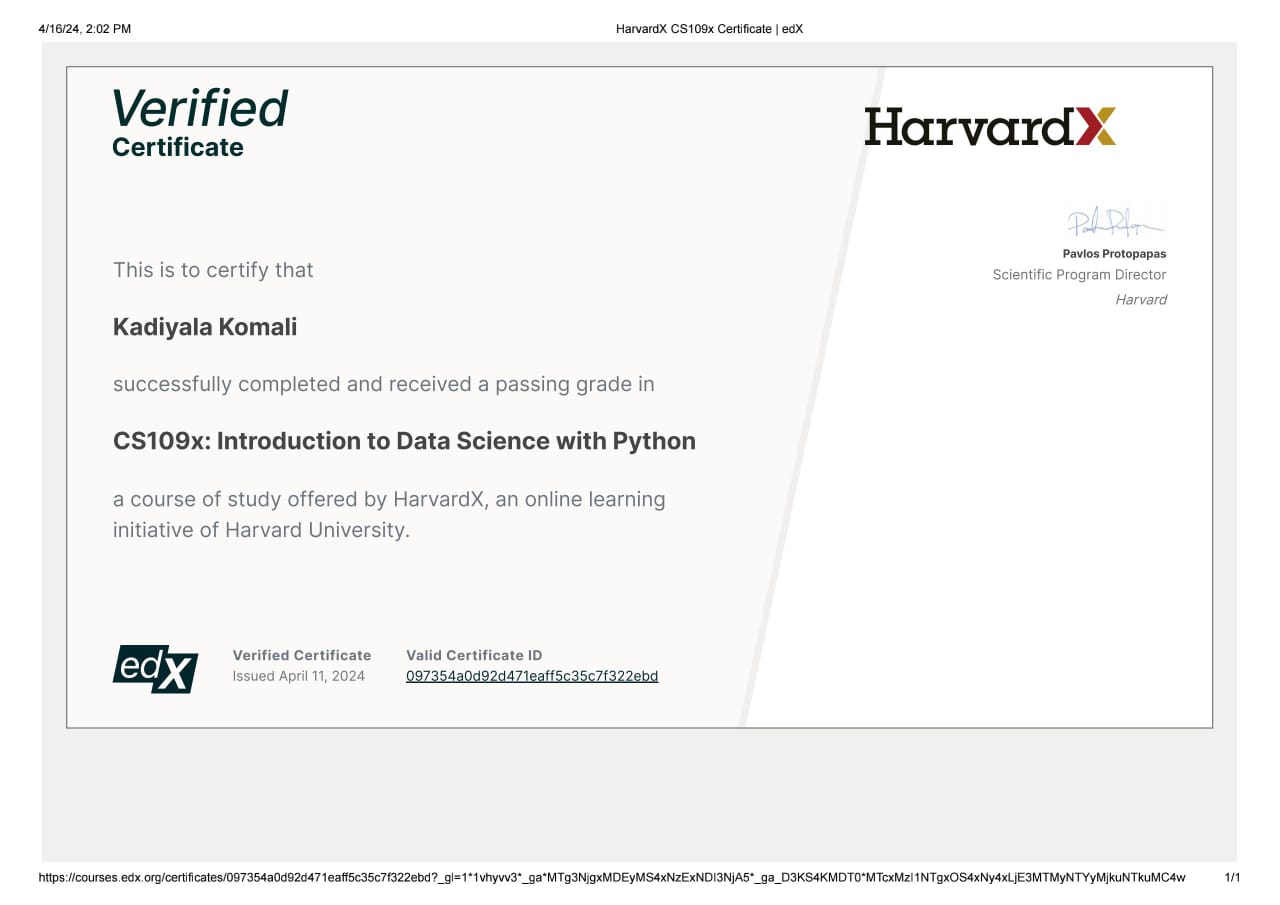 4/16/24, 2:02 PM
HarvardX CS109x Certificate | edX
Verified
Certificate
HarvardX
Pavlos Protopapas
Scientific Program Director
Harvard
This is to certify that
Kadiyala Komali
successfully completed and received a passing grade in
CS109x: Introduction to Data Science with Python
a course of study offered by HarvardX, an online learning
initiative of Harvard University.
edX
Verified Certificate
Issued April 11, 2024
Valid Certificate ID
097354a0d92d471eaff5c35c7f322ebd
https://courses.edx.org/certificates/097354a0d92d471eaff5c35c7f322ebd?_gl=1*1vhyvv3*_ga*MTg3NjgxMDEyMS4xNzExNDI3NjA5*_ga_D3KS4KMDT0*MTcxMzI1NTgxOS4xNy4xLjE3MTMyNTYyMjkuNTkuMC4w
1/1